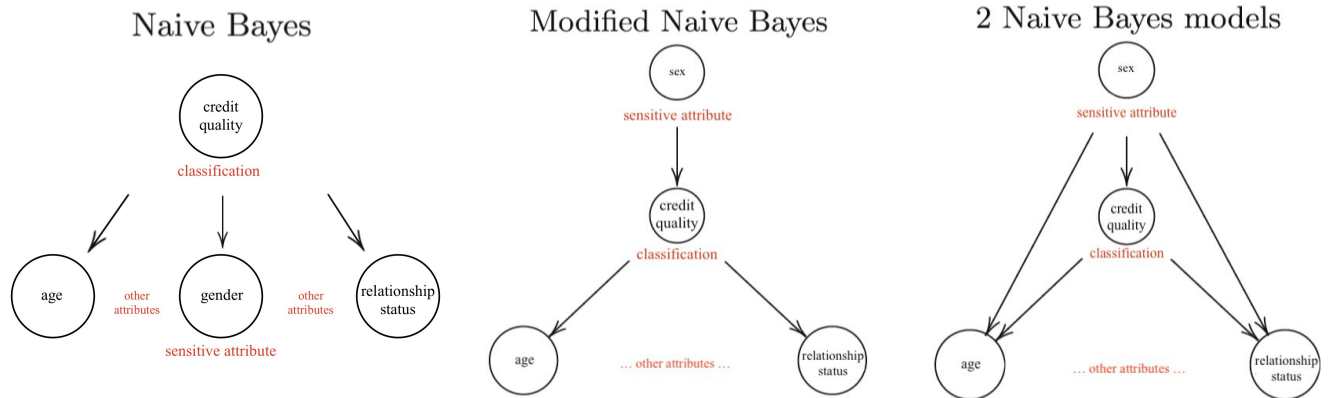 Naive Bayes
credit
quality
classification
age
other
attributes
gender
other
attributes
relationship
status
sensitive attribute
Modified Naive Bayes
sex
sensitive attribute
credit
quality
classification
age
... other attributes ...
relationship
status
2 Naive Bayes models
sex
sensitive attribute
credit
quality
classification
age
... other attributes ...
relationship
status